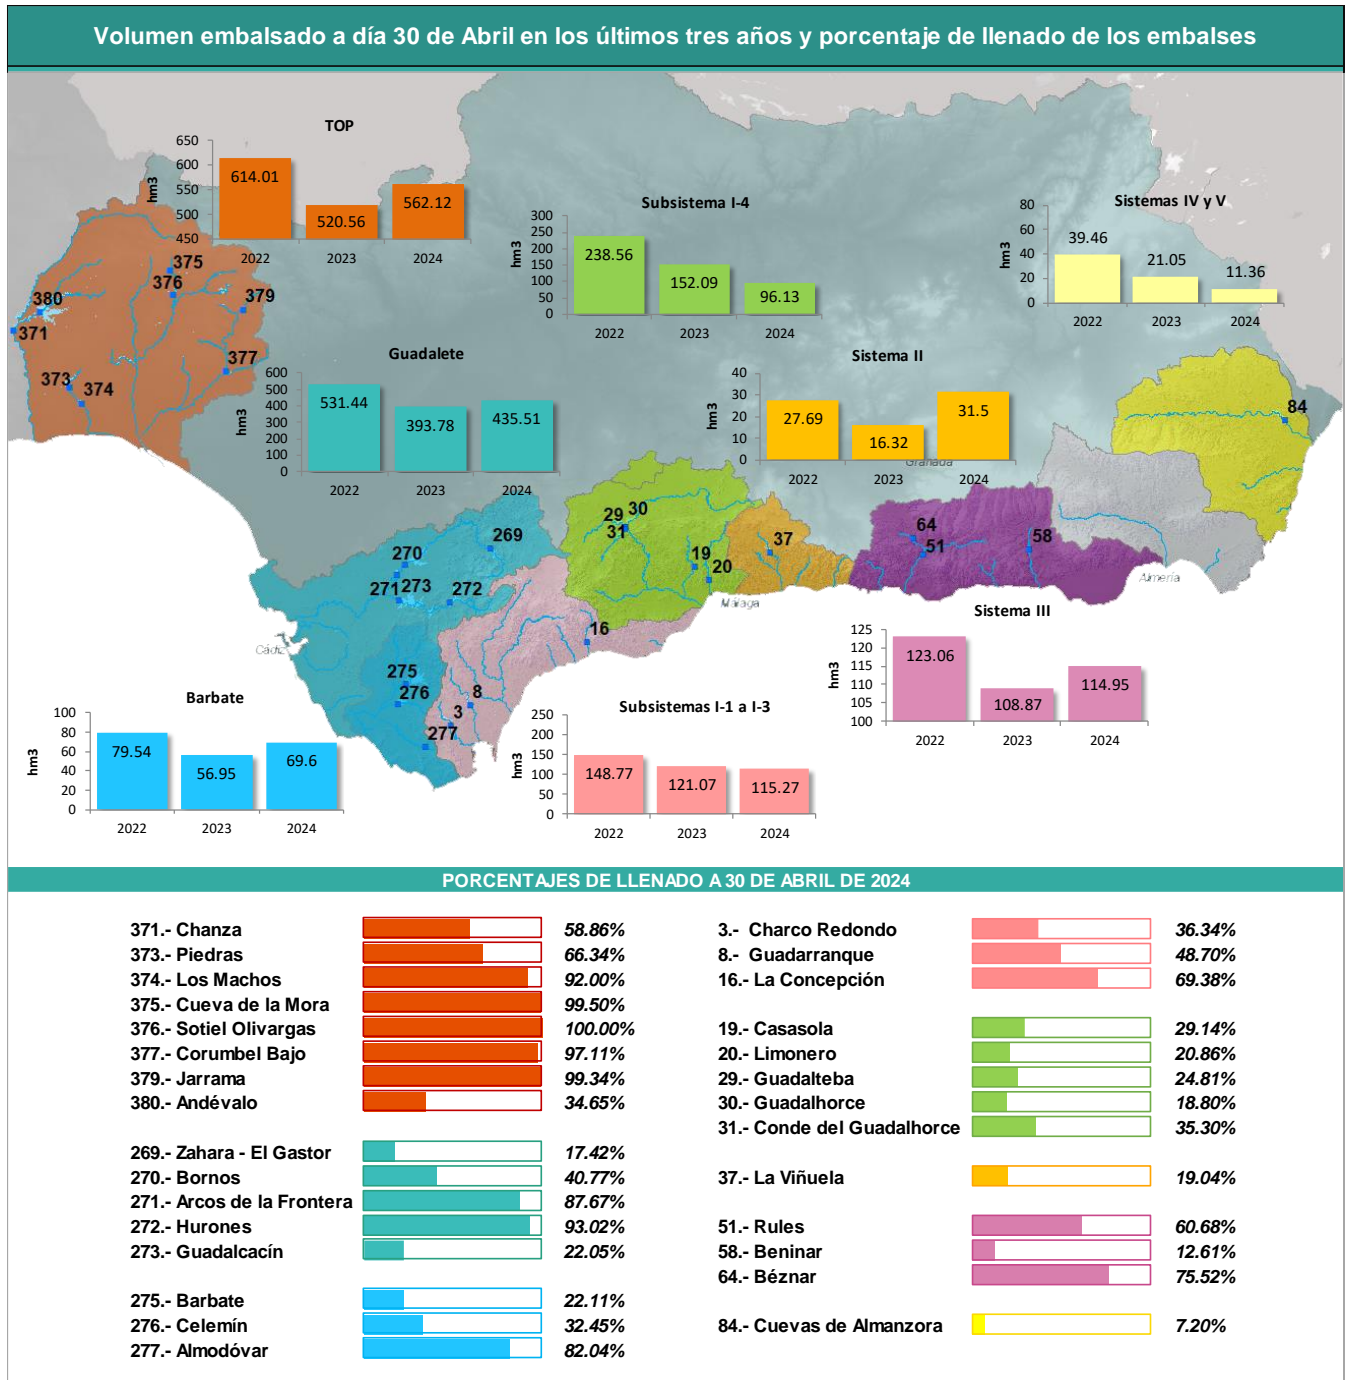 Volumen embalsado a día 30 de Abril en los últimos tres años y porcentaje de llenado de los embalses
TOP
hm3
650
600
550
500
450
614.01
520.56
562.12
2022
2023
2024
Subsistema I-4
hm3
300
250
200
150
100
50
0
238.56
152.09
96.13
2022
2023
2024
Sistemas IV y V
hm3
80
60
40
20
0
39.46
21.05
11.36
2022
2023
2024
Guadalete
hm3
600
500
400
300
200
100
0
531.44
393.78
435.51
2022
2023
2024
Sistema II
hm3
40
30
20
10
0
27.69
16.32
31.5
2022
2023
2024
Granada
375
376
380
379
371
377
373
374
84
29
30
31
19
20
37
64
51
58
269
270
271
273
272
16
275
276
8
3
277
Cádiz
Málaga
Almería
Sistema III
hm3
125
120
115
110
105
100
123.06
108.87
114.95
2022
2023
2024
Barbate
hm3
100
80
60
40
20
0
79.54
56.95
69.6
2022
2023
2024
Subsistemas I-1 a I-3
hm3
250
200
150
100
50
0
148.77
121.07
115.27
2022
2023
2024
PORCENTAJES DE LLENADO A 30 DE ABRIL DE 2024
371.- Chanza 58.86%
373.- Piedras 66.34%
374.- Los Machos 92.00%
375.- Cueva de la Mora 99.50%
376.- Sotiel Olivargas 100.00%
377.- Corumbel Bajo 97.11%
379.- Jarrama 99.34%
380.- Andévalo 34.65%
269.- Zahara - El Gastor 17.42%
270.- Bornos 40.77%
271.- Arcos de la Frontera 87.67%
272.- Hurones 93.02%
273.- Guadalcacín 22.05%
275.- Barbate 22.11%
276.- Celemín 32.45%
277.- Almodóvar 82.04%
3.- Charco Redondo 36.34%
8.- Guadarranque 48.70%
16.- La Concepción 69.38%
19.- Casasola 29.14%
20.- Limonero 20.86%
29.- Guadalteba 24.81%
30.- Guadalhorce 18.80%
31.- Conde del Guadalhorce 35.30%
37.- La Viñuela 19.04%
51.- Rules 60.68%
58.- Beninar 12.61%
64.- Béznar 75.52%
84.- Cuevas de Almanzora 7.20%